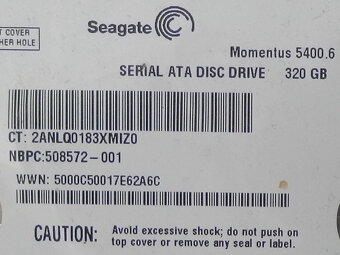 T COVER
HER HOLE
Seagate
Momentus 5400.6
SERIAL ATA DISC DRIVE 320 GB
CT: 2ANLQ0183XMIZ0
NBPC:508572-001
WWN: 5000C50017E62A6C
CAUTION: Avoid excessive shock; do not push on
top cover or remove any seal or label.